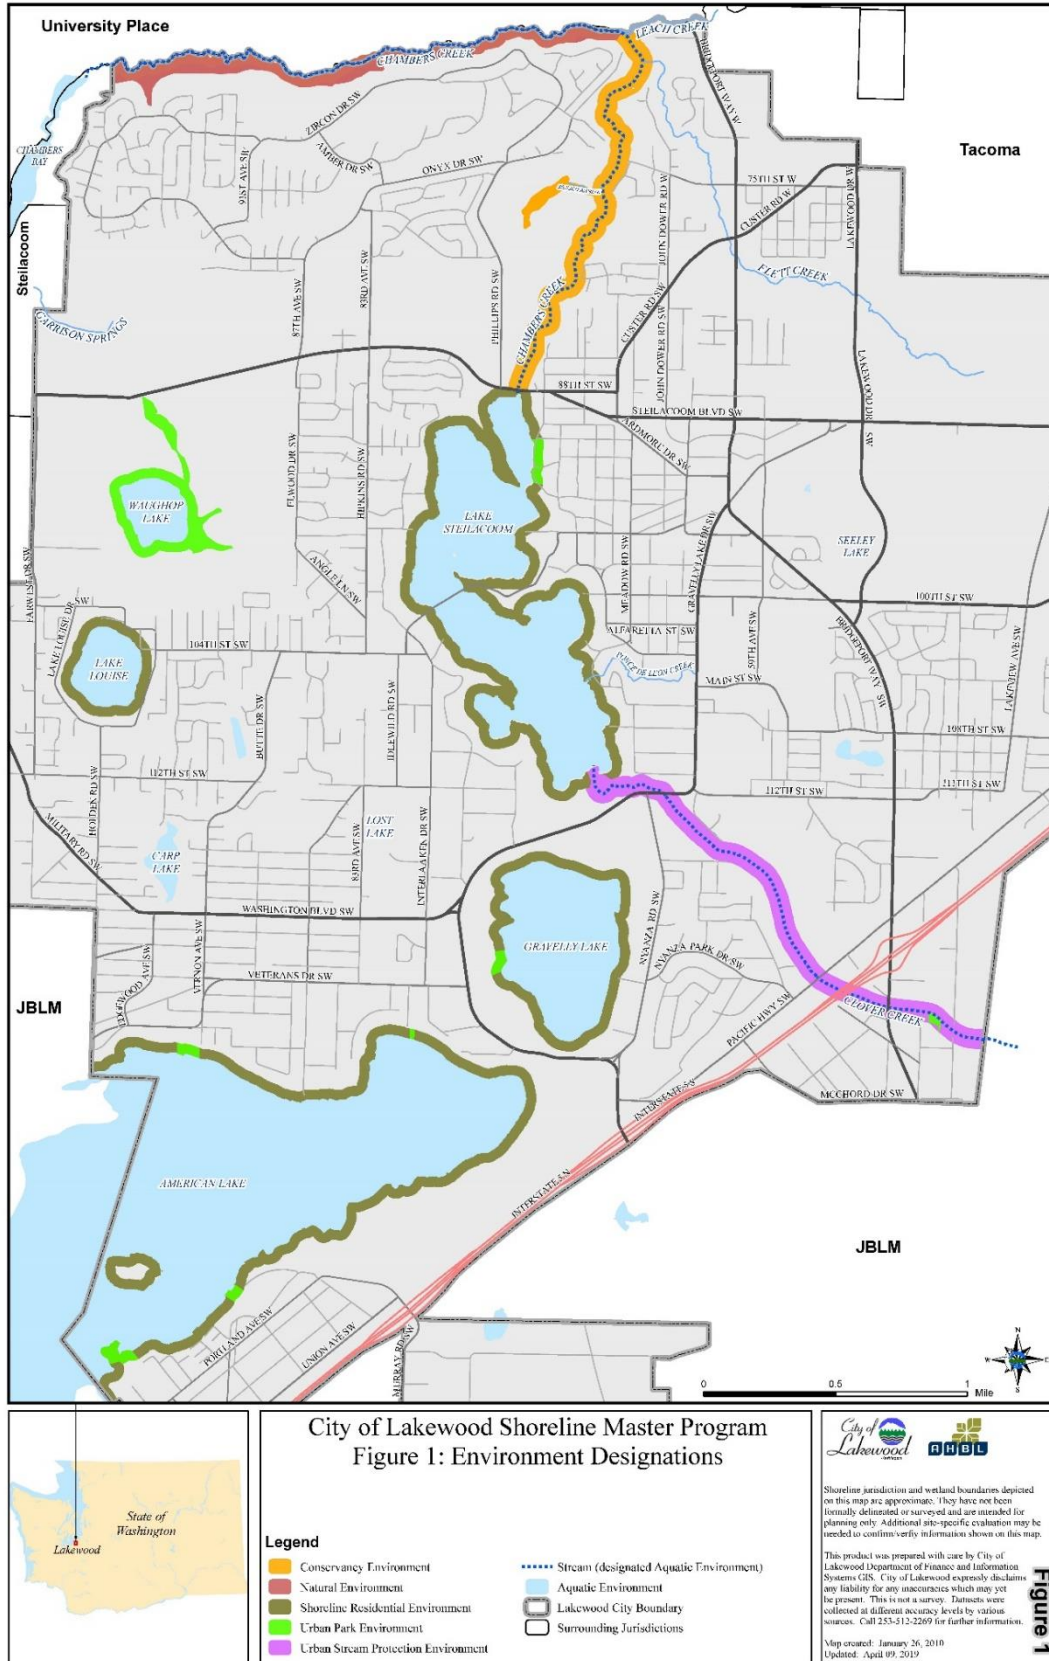 University Place
LEACH CREEK
CHAMBERS CREEK
BRIDGEPORT WAY W
ZIRCON DR SW
CHAMBERS
BAY
AMBER DR SW
Tacoma
ONYX DR SW
75TH ST W
91ST AVE SW
CUSTER RD W
LAKEWOOD DR W
JOHN DOWER RD W
83RD AVE SW
Steilacoom
FLETT CREEK
87TH AVE SW
PHILLIPS RD SW
GARRISON SPRINGS
CHAMBERS CREEK
CUSTER RD SW
JOHN DOWER RD SW
88TH ST SW
LAKEWOOD DR SW
STEILACOOM BLVD SW
ARDMORE DR SW
ELWOOD DR SW
HIPKINS RD SW
WAUGHOP
LAKE
LAKE
STEILACOOM
SEELEY
LAKE
GRAVELLY LAKE DR SW
MEADOW RD SW
ANGLE LN SW
FARWEST DR SW
100TH ST SW
LAKE LOUISE DR SW
ALFARETTA ST SW
BRIDGEPORT WAY SW
104TH ST SW
59TH AVE SW
LAKEVIEW AVE SW
LAKE
LOUISE
PONCE DE LEON CREEK
MAIN ST SW
IDLEWILD RD SW
BUTTE DR SW
108TH ST SW
112TH ST SW
112TH ST SW
111TH ST SW
HOLDEN RD SW
MILITARY RD SW
LOST
LAKE
CARP
LAKE
83RD AVE SW
INTERLAAKEN DR SW
WASHINGTON BLVD SW
GRAVELLY LAKE
NYANZA RD SW
NYANZA PARK DR SW
VERNON AVE SW
EDGEWOOD AVE SW
VETERANS DR SW
JBLM
PACIFIC HWY SW
CLOVER CREEK
MCCHORD DR SW
INTERSTATE 5 S
AMERICAN LAKE
INTERSTATE 5 N
JBLM
PORTLAND AVE SW
UNION AVE SW
MURRAY RD SW
N
W
E
S
0 0.5 1
Mile
City of Lakewood Shoreline Master Program
Figure 1: Environment Designations
State of
Washington
Lakewood
Legend
Conservancy Environment
Natural Environment
Shoreline Residential Environment
Urban Park Environment
Urban Stream Protection Environment
Stream (designated Aquatic Environment)
Aquatic Environment
Lakewood City Boundary
Surrounding Jurisdictions
City of
Lakewood
AHBL
Shoreline jurisdiction and wetland boundaries depicted
on this map are approximate. They have not been
formally delineated or surveyed and are intended for
planning only. Additional site-specific evaluation may be
needed to confirm/verify information shown on this map.
This product was prepared with care by City of
Lakewood Department of Finance and Information
Systems GIS. City of Lakewood expressly disclaims
any liability for any inaccuracies which may yet
be present. This is not a survey. Datasets were
collected at different accuracy levels by various
sources. Call 253-512-2269 for further information.
Map created: January 26, 2010
Updated: April 09, 2019
Figure 1